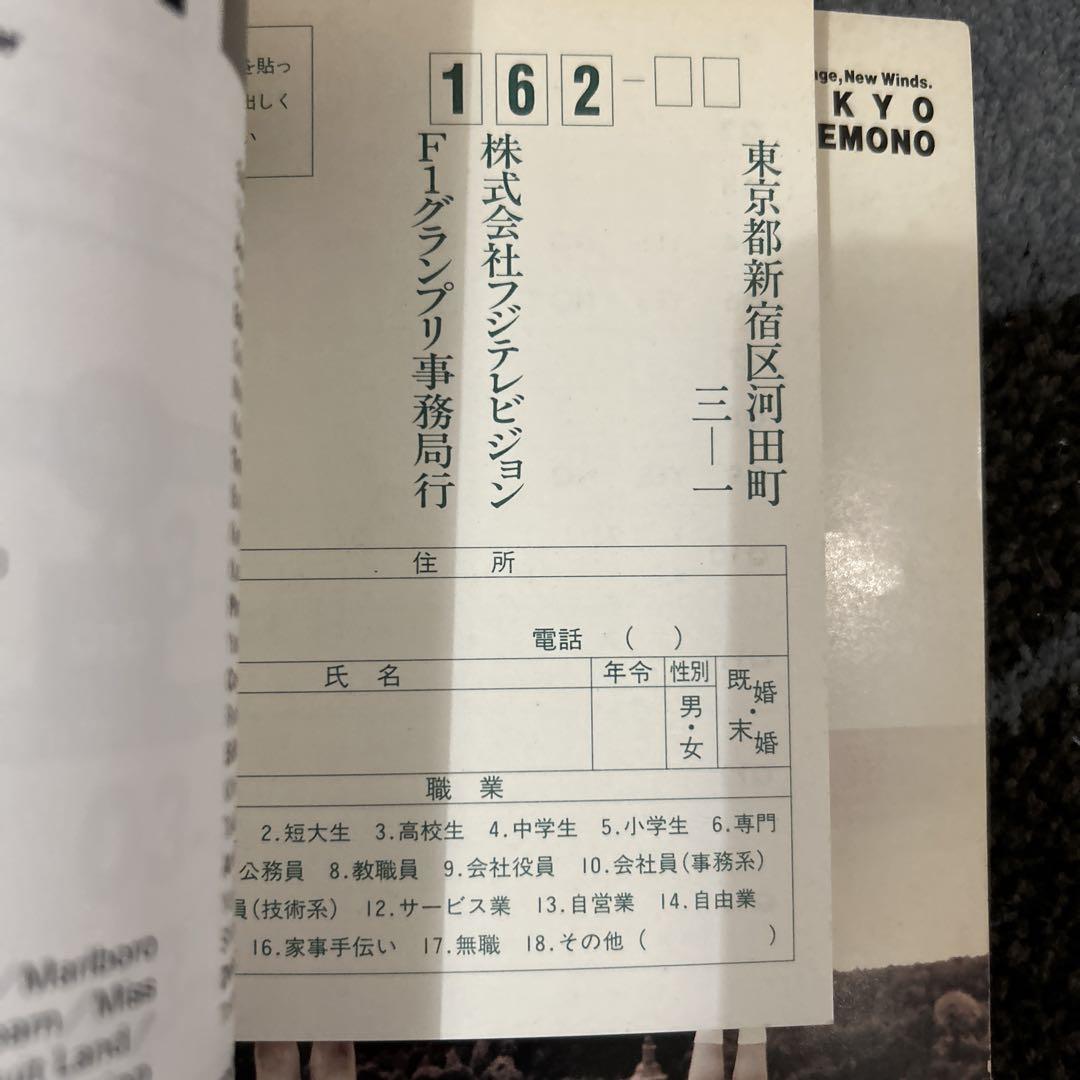 を貼っ
出しく
い
162-
東京都新宿区河田町
三－一
株式会社フジテレビジョン
F1グランプリ事務局行
住所
電話 ( )
氏名
年令
性別
既婚・末婚
男・女
職業
2.短大生 3.高校生 4.中学生 5.小学生 6.専門
公務員 8.教職員 9.会社役員 10.会社員(事務系)
員(技術系) 12.サービス業 13.自営業 14.自由業
16.家事手伝い 17.無職 18.その他( )
age, New Winds.
KYO
EMONO
Marlboro
Miss
Land